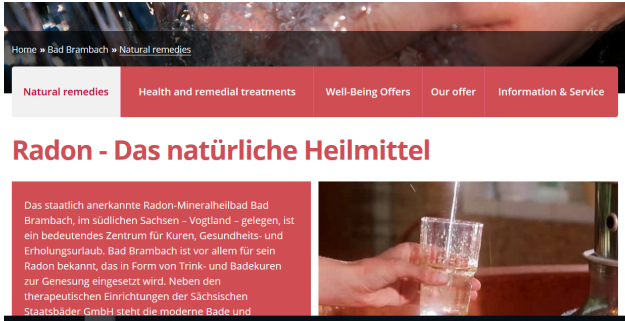 Home » Bad Brambach » Natural remedies
Natural remedies Health and remedial treatments Well-Being Offers Our offer Information & Service
Radon - Das natürliche Heilmittel
Das staatlich anerkannte Radon-Mineralheilbad Bad
Brambach, im südlichen Sachsen – Vogtland – gelegen, ist
ein bedeutendes Zentrum für Kuren, Gesundheits- und
Erholungsurlaub. Bad Brambach ist vor allem für sein
Radon bekannt, das in Form von Trink- und Badekuren
zur Genesung eingesetzt wird. Neben den
therapeutischen Einrichtungen der Sächsischen
Staatsbäder GmbH steht die moderne Bade und